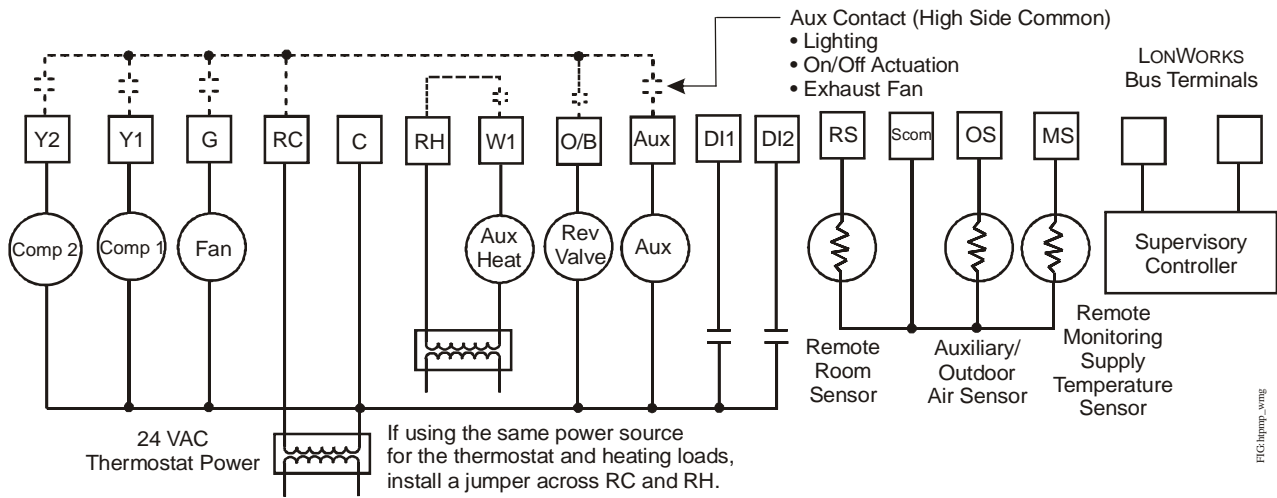 Aux Contact (High Side Common)
• Lighting
• On/Off Actuation
• Exhaust Fan
LONWORKS
Bus Terminals
Y2
Y1
G
RC
C
RH
W1
O/B
Aux
DI1
DI2
RS
Scom
OS
MS
Comp 2
Comp 1
Fan
Aux
Heat
Rev
Valve
Aux
Supervisory
Controller
Remote
Room
Sensor
Auxiliary/
Outdoor
Air Sensor
Remote
Monitoring
Supply
Temperature
Sensor
24 VAC
Thermostat Power
If using the same power source
for the thermostat and heating loads,
install a jumper across RC and RH.
FIG:htpmp_wrng